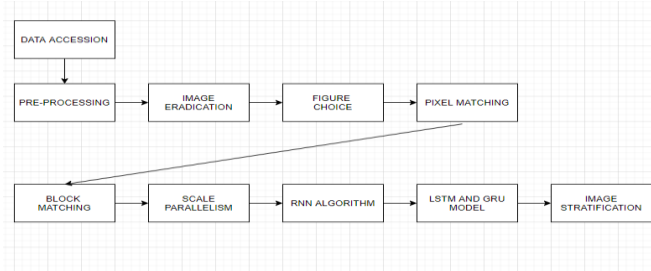 DATA ACCESSION
PRE-PROCESSING
IMAGE
ERADICATION
FIGURE
CHOICE
PIXEL MATCHING
BLOCK
MATCHING
SCALE
PARALLELISM
RNN ALGORITHM
LSTM AND GRU
MODEL
IMAGE
STRATIFICATION